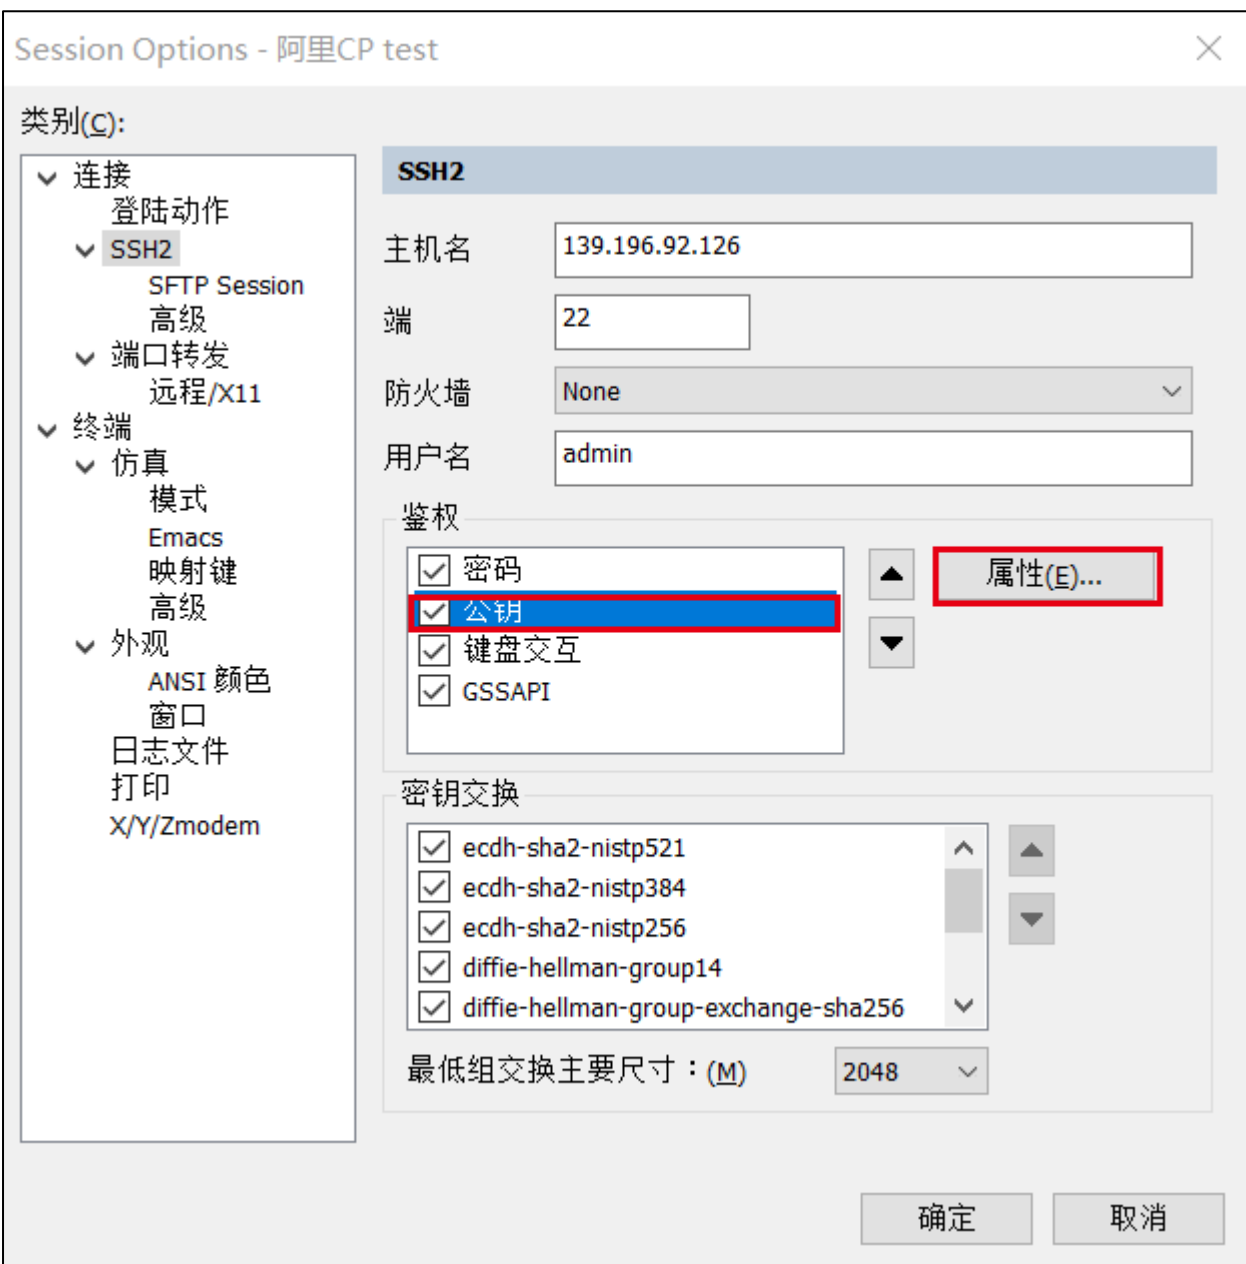 Session Options - 阿里CP test
类别(C):
连接
登陆动作
SSH2
SFTP Session
高级
端口转发
远程/X11
终端
仿真
模式
Emacs
映射键
高级
外观
ANSI 颜色
窗口
日志文件
打印
X/Y/Zmodem
SSH2
主机名 139.196.92.126
端 22
防火墙 None
用户名 admin
鉴权
密码
公钥
键盘交互
GSSAPI
属性(E)...
密钥交换
ecdh-sha2-nistp521
ecdh-sha2-nistp384
ecdh-sha2-nistp256
diffie-hellman-group14
diffie-hellman-group-exchange-sha256
最低组交换主要尺寸：(M) 2048
确定 取消